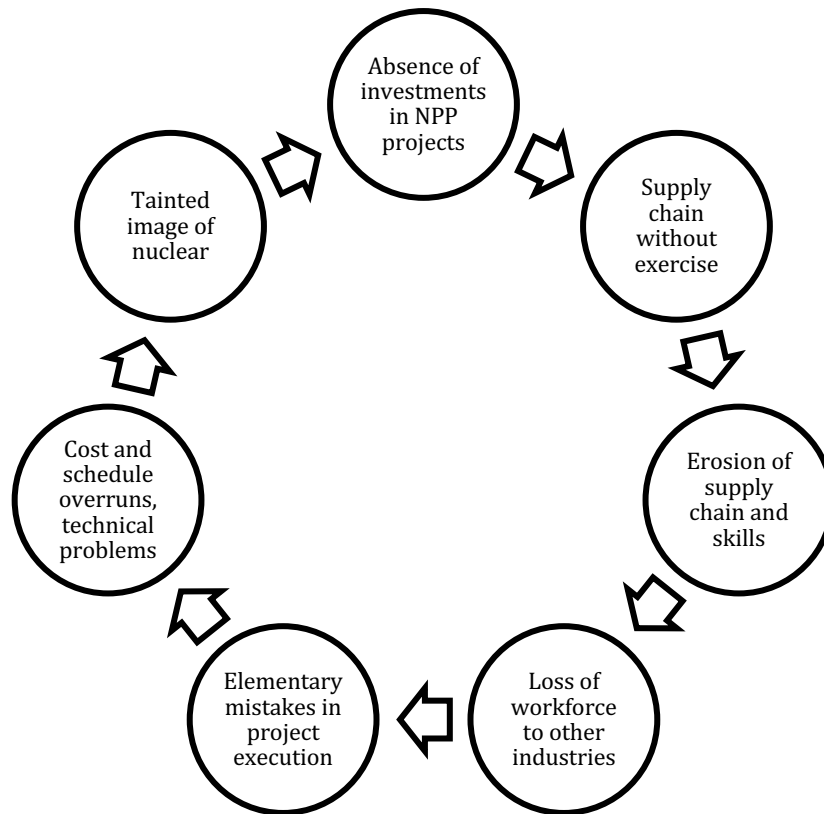 Absence of
investments
in NPP
projects
Supply
chain
without
exercise
Erosion of
supply
chain and
skills
Loss of
workforce
to other
industries
Elementary
mistakes in
project
execution
Cost and
schedule
overruns,
technical
problems
Tainted
image of
nuclear